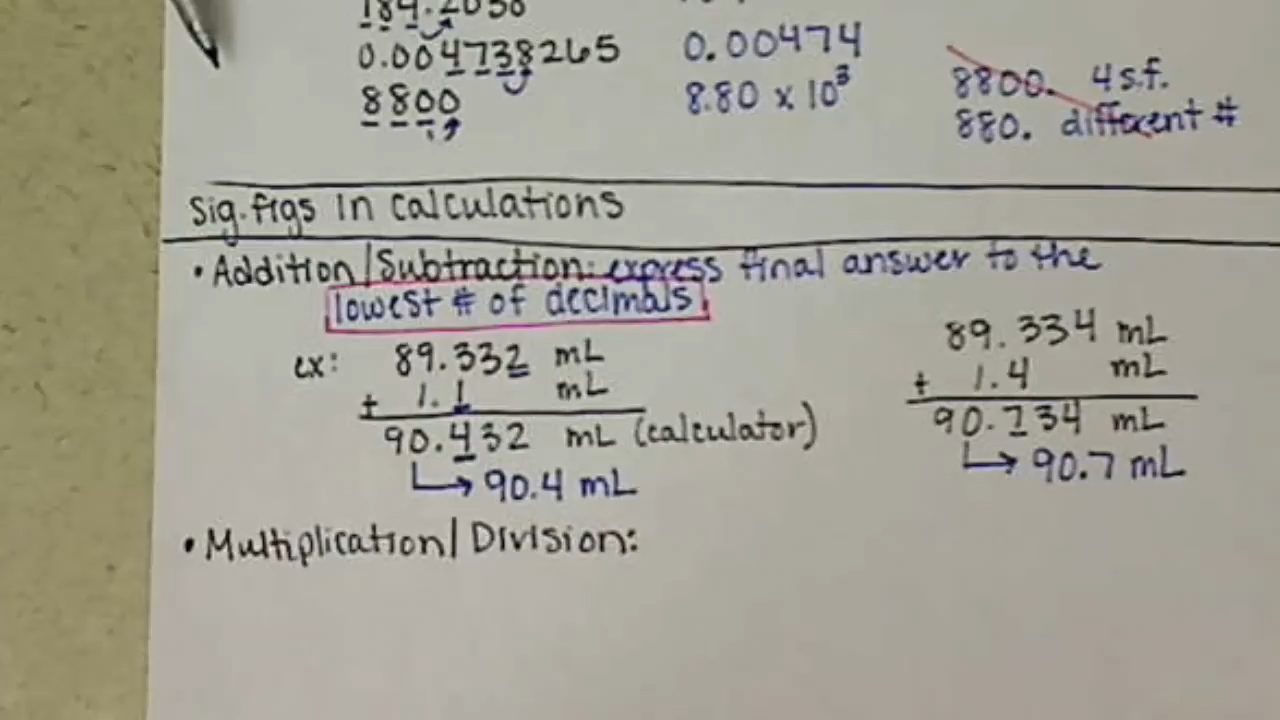 184.2038
0.004738265 0.00474
8800 8.80 x 10³
8800. 4 s.f.
880. different #
Sig. figs in calculations
• Addition/Subtraction: express final answer to the
lowest # of decimals
ex: 89.332 mL
+ 1.1 mL
90.432 mL (calculator)
↳ 90.4 mL
89.334 mL
+ 1.4 mL
90.734 mL
↳ 90.7 mL
• Multiplication/Division: